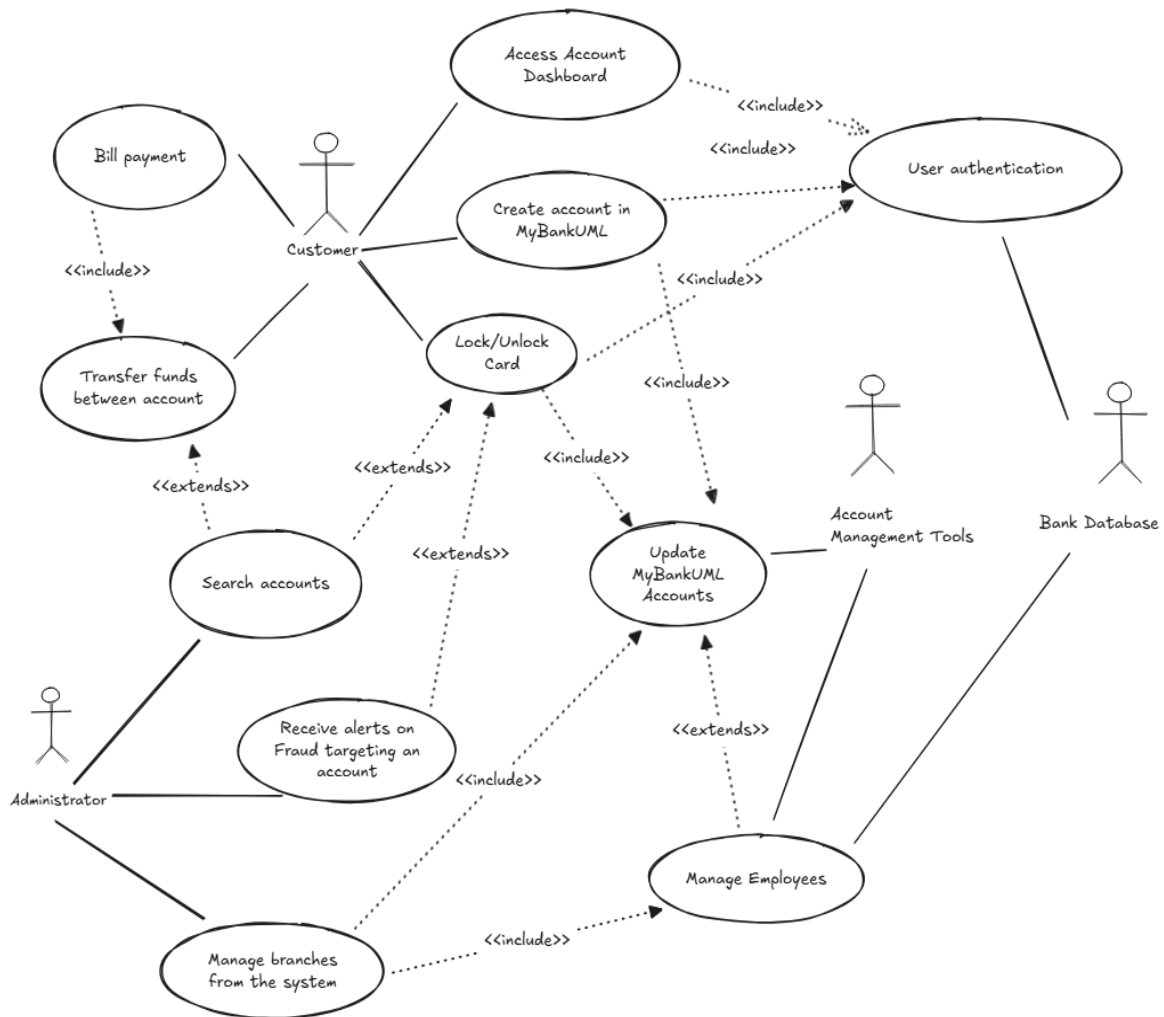 Access Account
Dashboard
<<include>>
Bill payment
<<include>>
User authentication
Create account in
MyBankUML
Customer
<<include>>
<<include>>
Lock/Unlock
Card
Transfer funds
between account
<<include>>
<<extends>>
<<include>>
<<extends>>
Account
Management Tools
Bank Database
<<extends>>
Update
MyBankUML
Accounts
Search accounts
Receive alerts on
Fraud targeting an
account
<<extends>>
<<include>>
Administrator
Manage Employees
<<include>>
Manage branches
from the system